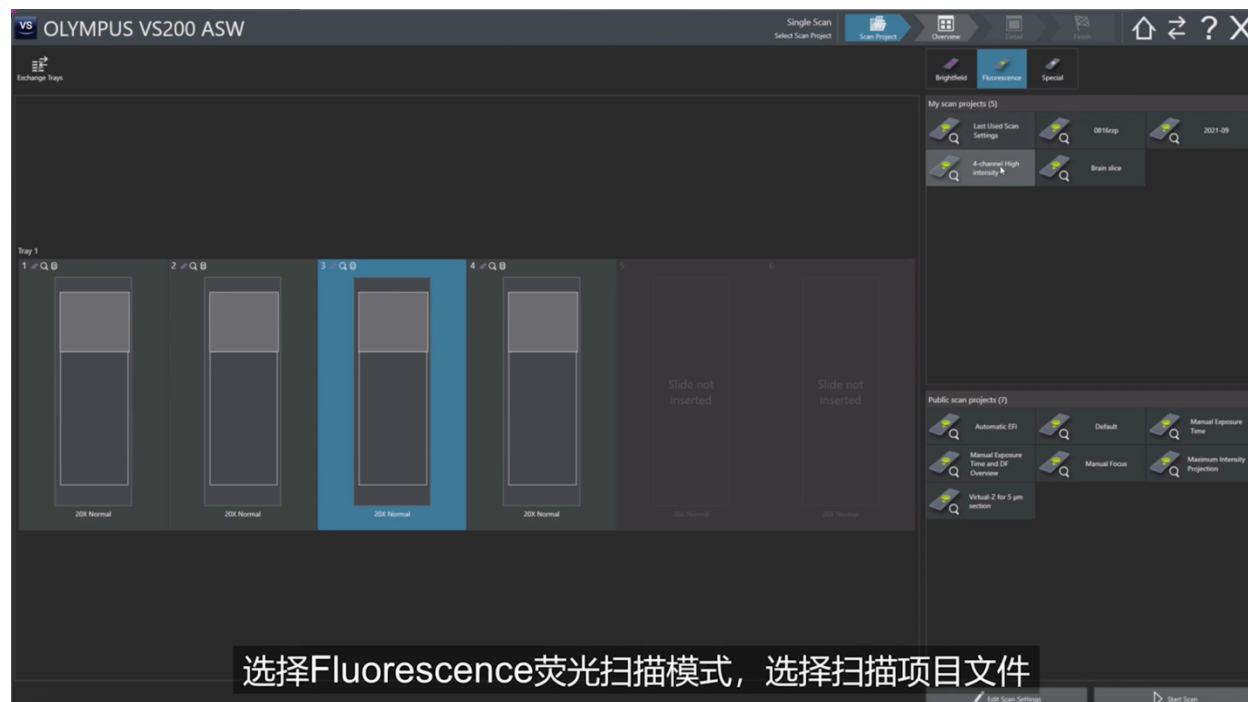 VS OLYMPUS VS200 ASW
Single Scan
Select Scan Project
Scan Project
Overview
Detail
Finish
?
X
Exchange Trays
Brightfield
Fluorescence
Special
My scan projects (5)
Last Used Scan
Settings
0816rzp
2021-09
4-channel High
intensity
Brain slice
Tray 1
1
2
3
4
5
6
Slide not
inserted
Slide not
inserted
20X Normal
20X Normal
20X Normal
20X Normal
20X Normal
20X Normal
Public scan projects (7)
Automatic EFI
Default
Manual Exposure
Time
Manual Exposure
Time and DF
Overview
Manual Focus
Maximum Intensity
Projection
Virtual-Z for 5 µm
section
选择Fluorescence荧光扫描模式，选择扫描项目文件
Edit Scan Settings
Start Scan